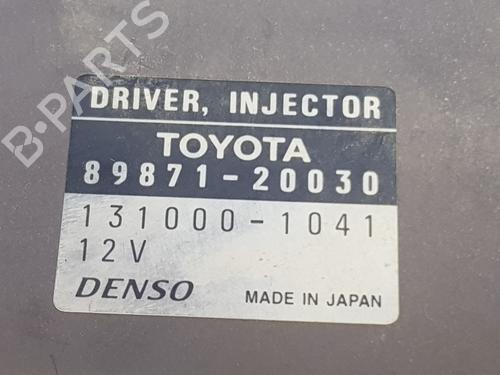 B-PARTS
DRIVER, INJECTOR
TOYOTA
89871-20030
131000-1041
12V
DENSO MADE IN JAPAN